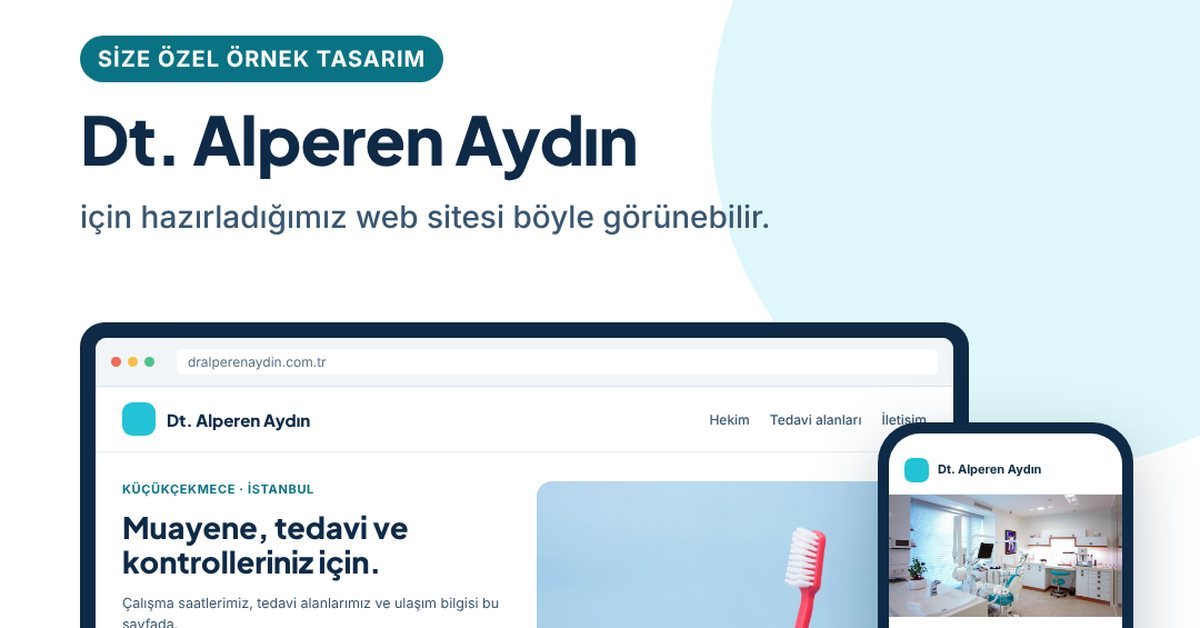 SİZE ÖZEL ÖRNEK TASARIM
Dt. Alperen Aydın
için hazırladığımız web sitesi böyle görünebilir.
dralperenaydin.com.tr
Dt. Alperen Aydın
Hekim Tedavi alanları İletişim
Dt. Alperen Aydın
KÜÇÜKÇEKMECE · İSTANBUL
Muayene, tedavi ve
kontrolleriniz için.
Çalışma saatlerimiz, tedavi alanlarımız ve ulaşım bilgisi bu
sayfada.